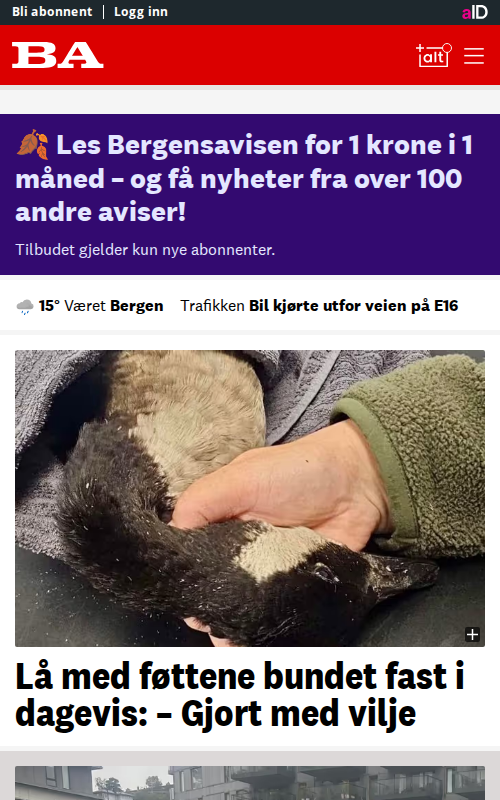 Bli abonnent
Logg inn
aID
BA
alt
Les Bergensavisen for 1 krone i 1
måned – og få nyheter fra over 100
andre aviser!
Tilbudet gjelder kun nye abonnenter.
15° Været Bergen Trafikken Bil kjørte utfor veien på E16
Lå med føttene bundet fast i
dagevis: – Gjort med vilje